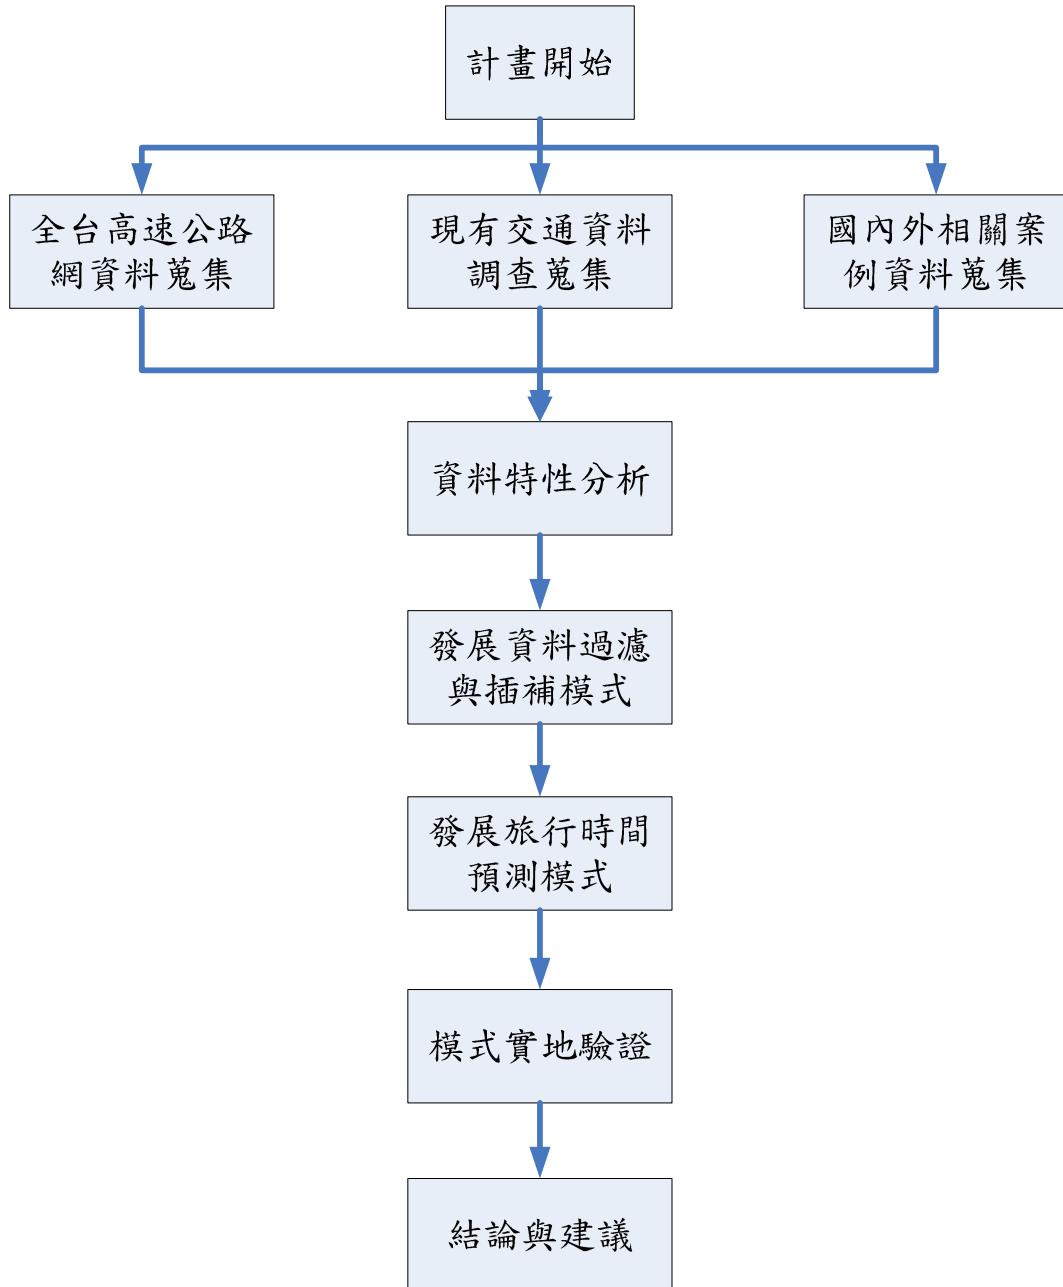 計畫開始
全台高速公路
網資料蒐集
現有交通資料
調查蒐集
國內外相關案
例資料蒐集
資料特性分析
發展資料過濾
與插補模式
發展旅行時間
預測模式
模式實地驗證
結論與建議